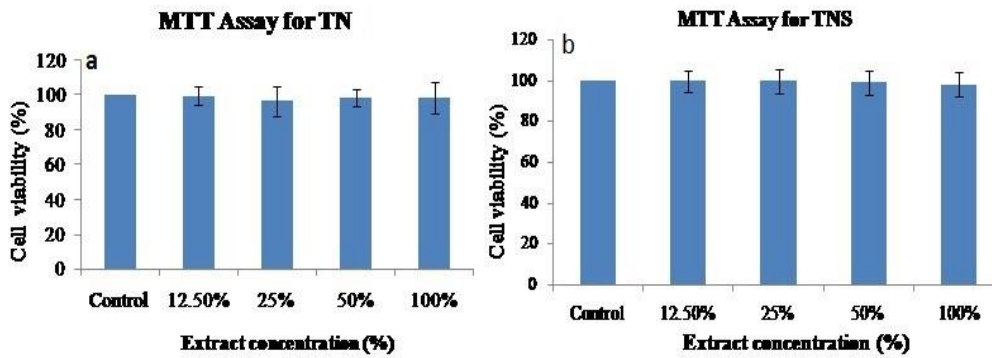 MTT Assay for TN
a
120
100
80
60
40
20
0
Cell viability (%)
Control 12.50% 25% 50% 100%
Extract concentration (%)
MTT Assay for TNS
b
120
100
80
60
40
20
0
Cell viability (%)
Control 12.50% 25% 50% 100%
Extract concentration (%)